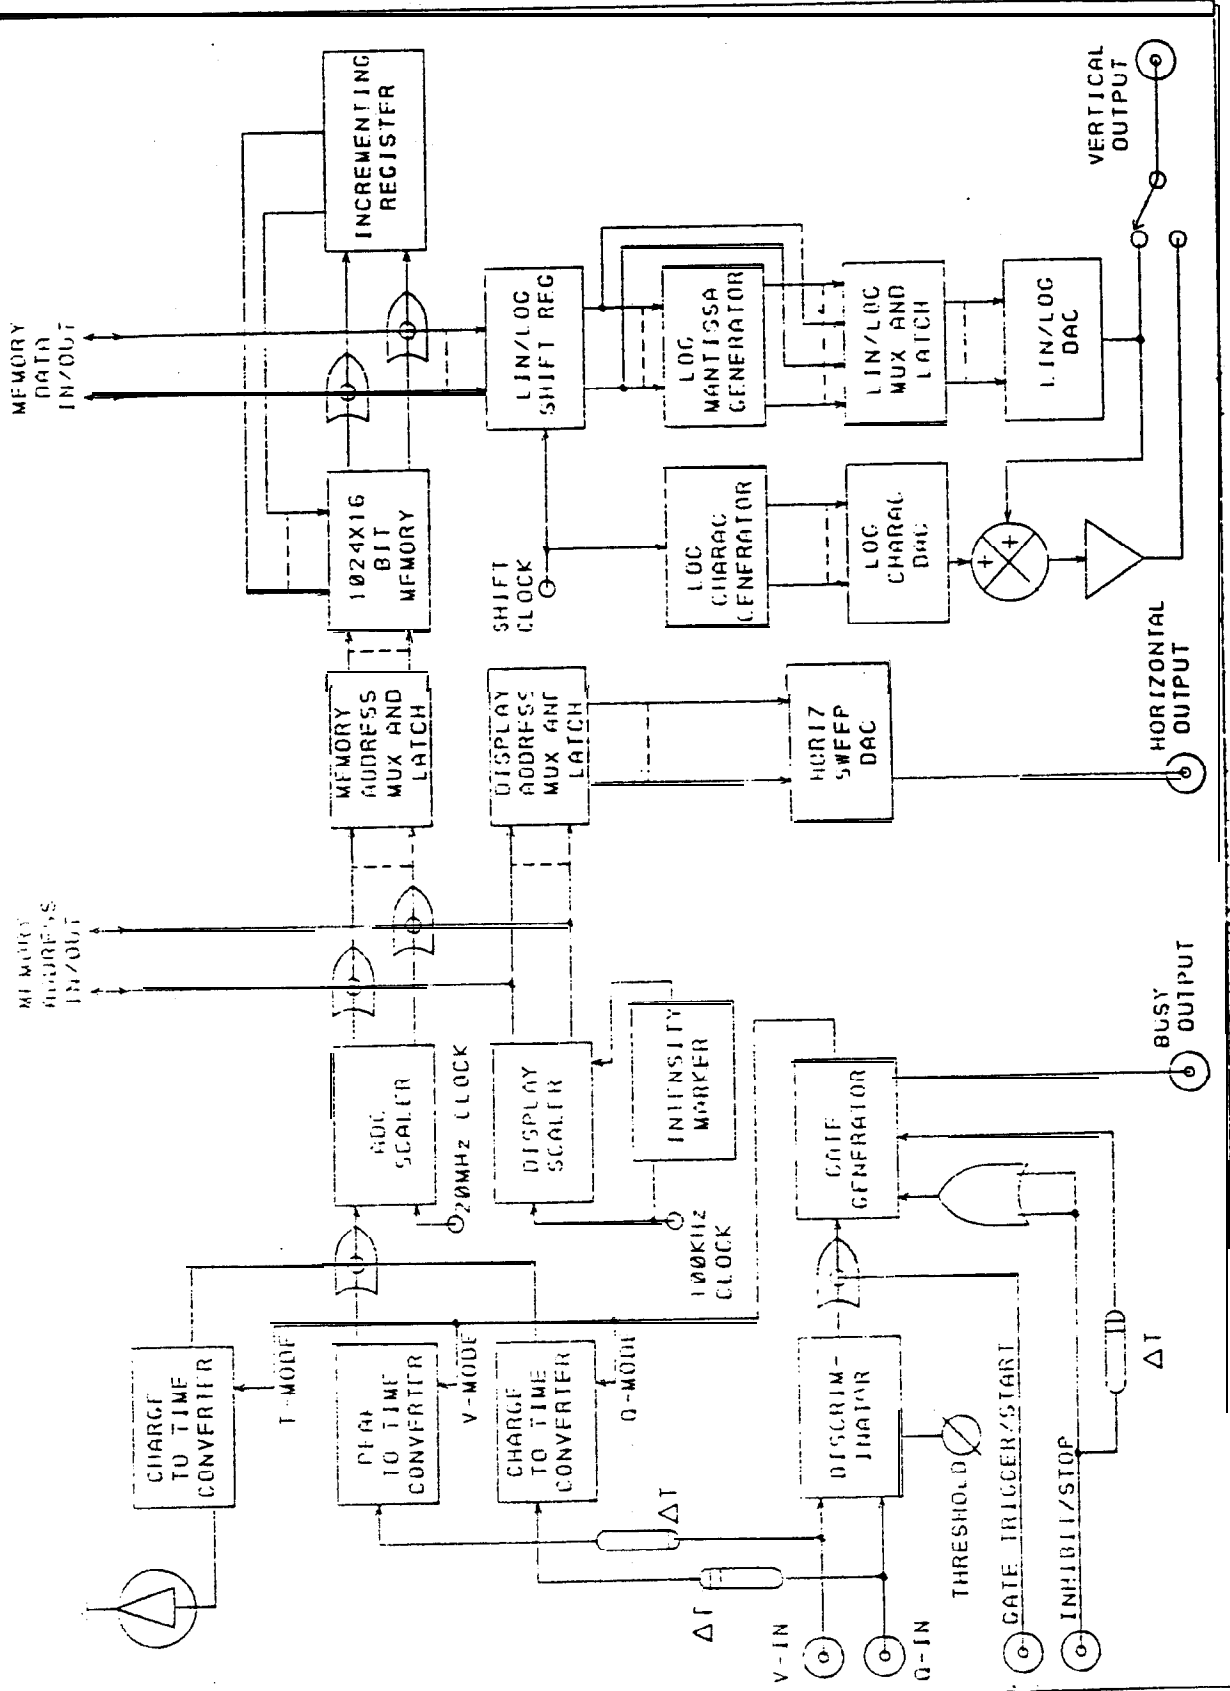 MEMORY
DATA
IN/OUT
INCREMENTING
REGISTER
1024X16
BIT
MEMORY
MEMORY
ADDRESS
MUX AND
LATCH
MEMORY
ADDRESS
IN/OUT
ADC
SCALER
20MHz CLOCK
CHARGE
TO TIME
CONVERTER
T-MODE
PEAK
TO TIME
CONVERTER
V-MODE
CHARGE
TO TIME
CONVERTER
Q-MODE
ΔT
ΔT
V-IN
Q-IN
DISCRIM-
INATOR
THRESHOLD
GATE TRIGGER/START
INHIBIT/STOP
ΔT
GATE
GENERATOR
BUSY
OUTPUT
DISPLAY
SCALER
INTENSITY
MARKER
100KHz
CLOCK
DISPLAY
ADDRESS
MUX AND
LATCH
HORIZ
SWEEP
DAC
HORIZONTAL
OUTPUT
SHIFT
CLOCK
LIN/LOG
SHIFT REG
LOG
MANTISSA
GENERATOR
LIN/LOG
MUX AND
LATCH
LIN/LOG
DAC
LOG
CHARAC
GENERATOR
LOG
CHARAC
DAC
+
+
VERTICAL
OUTPUT